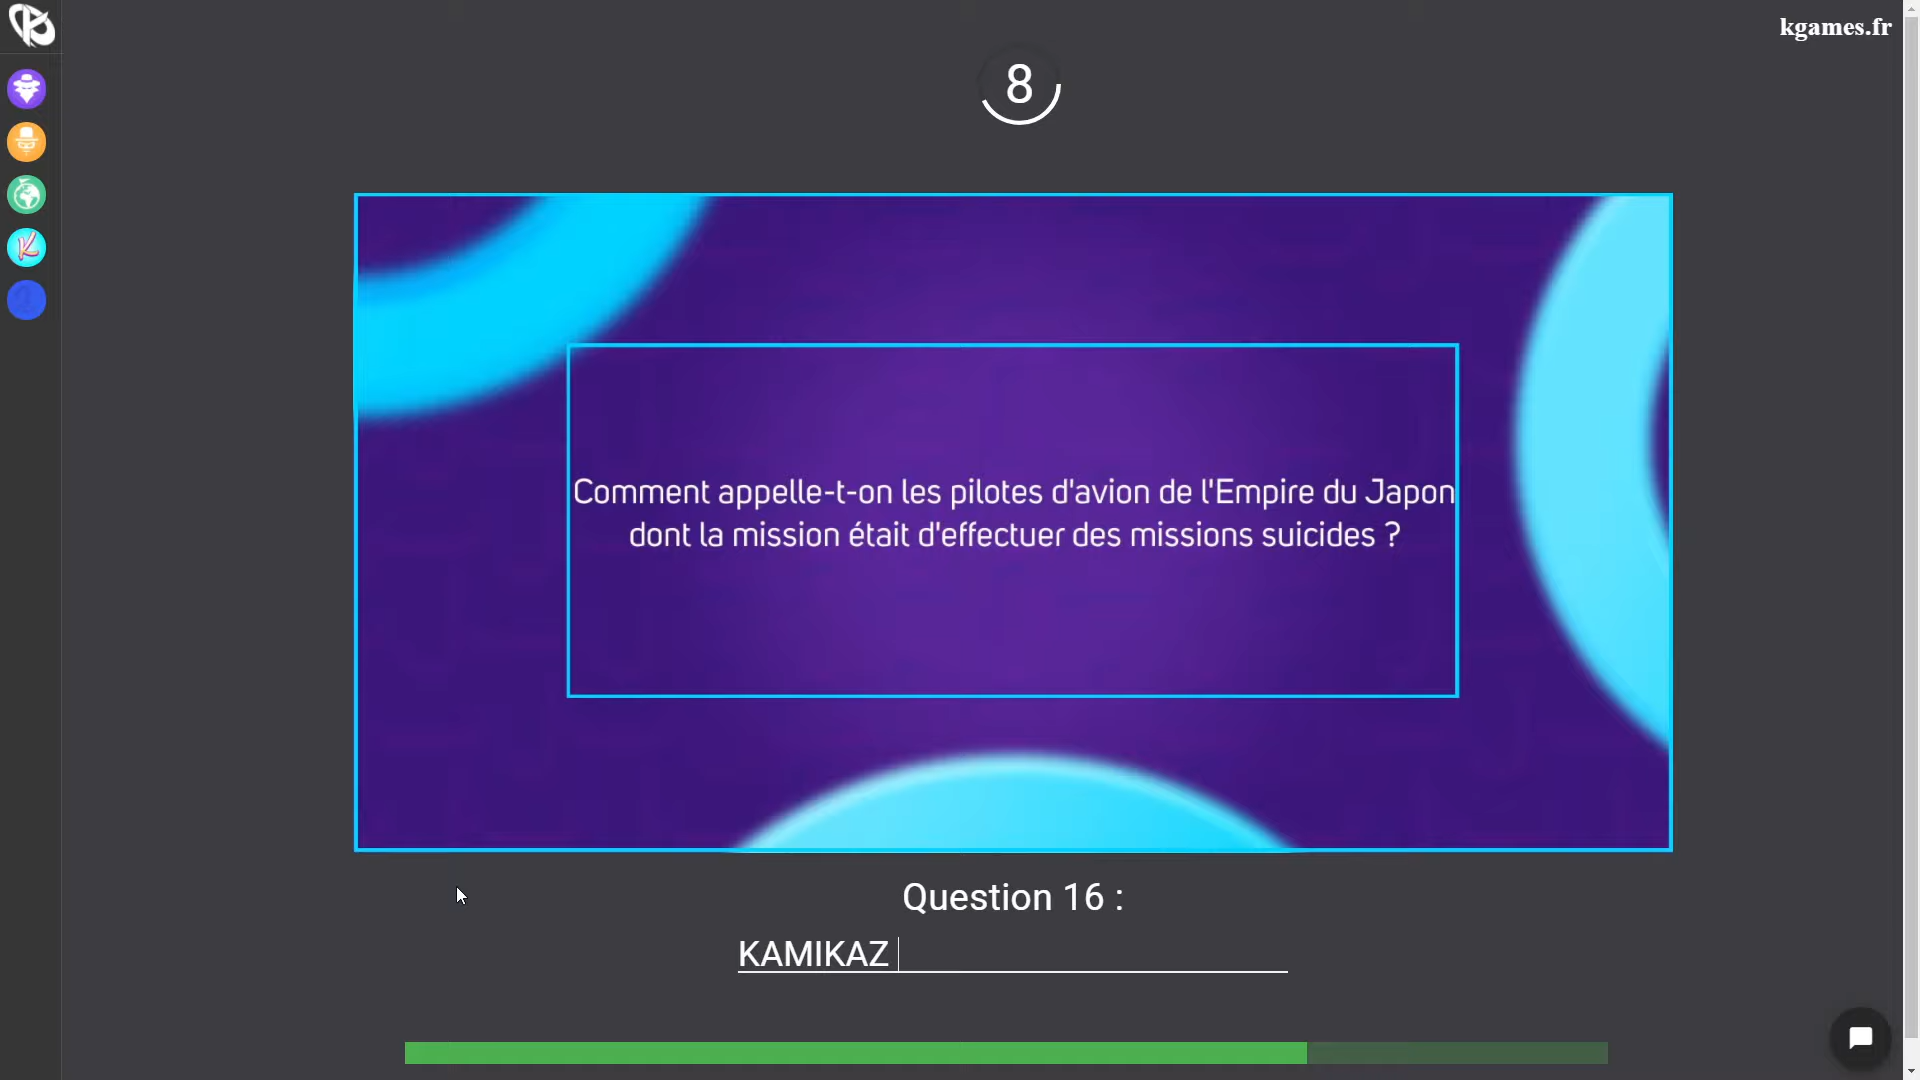 kgames.fr
8
Comment appelle-t-on les pilotes d'avion de l'Empire du Japon
dont la mission était d'effectuer des missions suicides ?
Question 16 :
KAMIKAZ